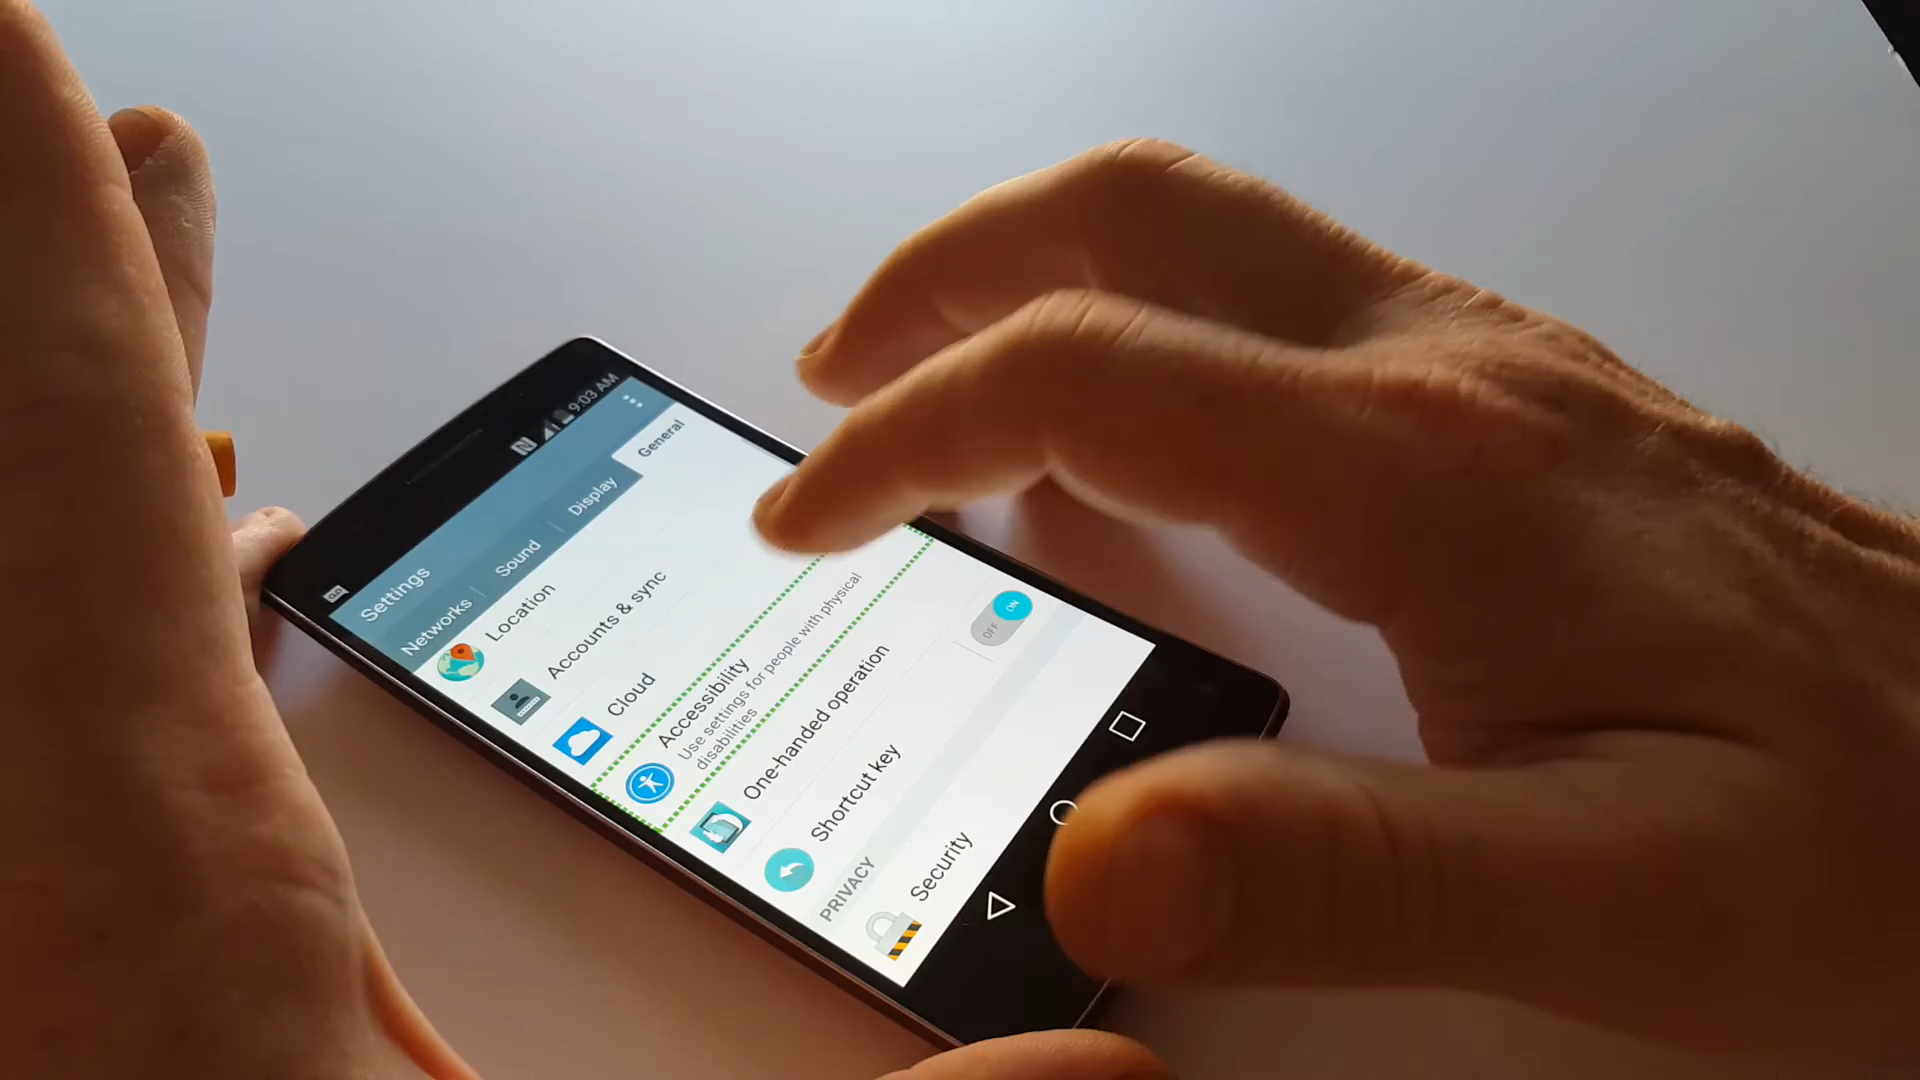 9:03 AM
Settings
Networks
Sound
Display
General
Location
Accounts & sync
Cloud
Accessibility
Use settings for people with physical
disabilities
One-handed operation
OFF
ON
Shortcut key
PRIVACY
Security